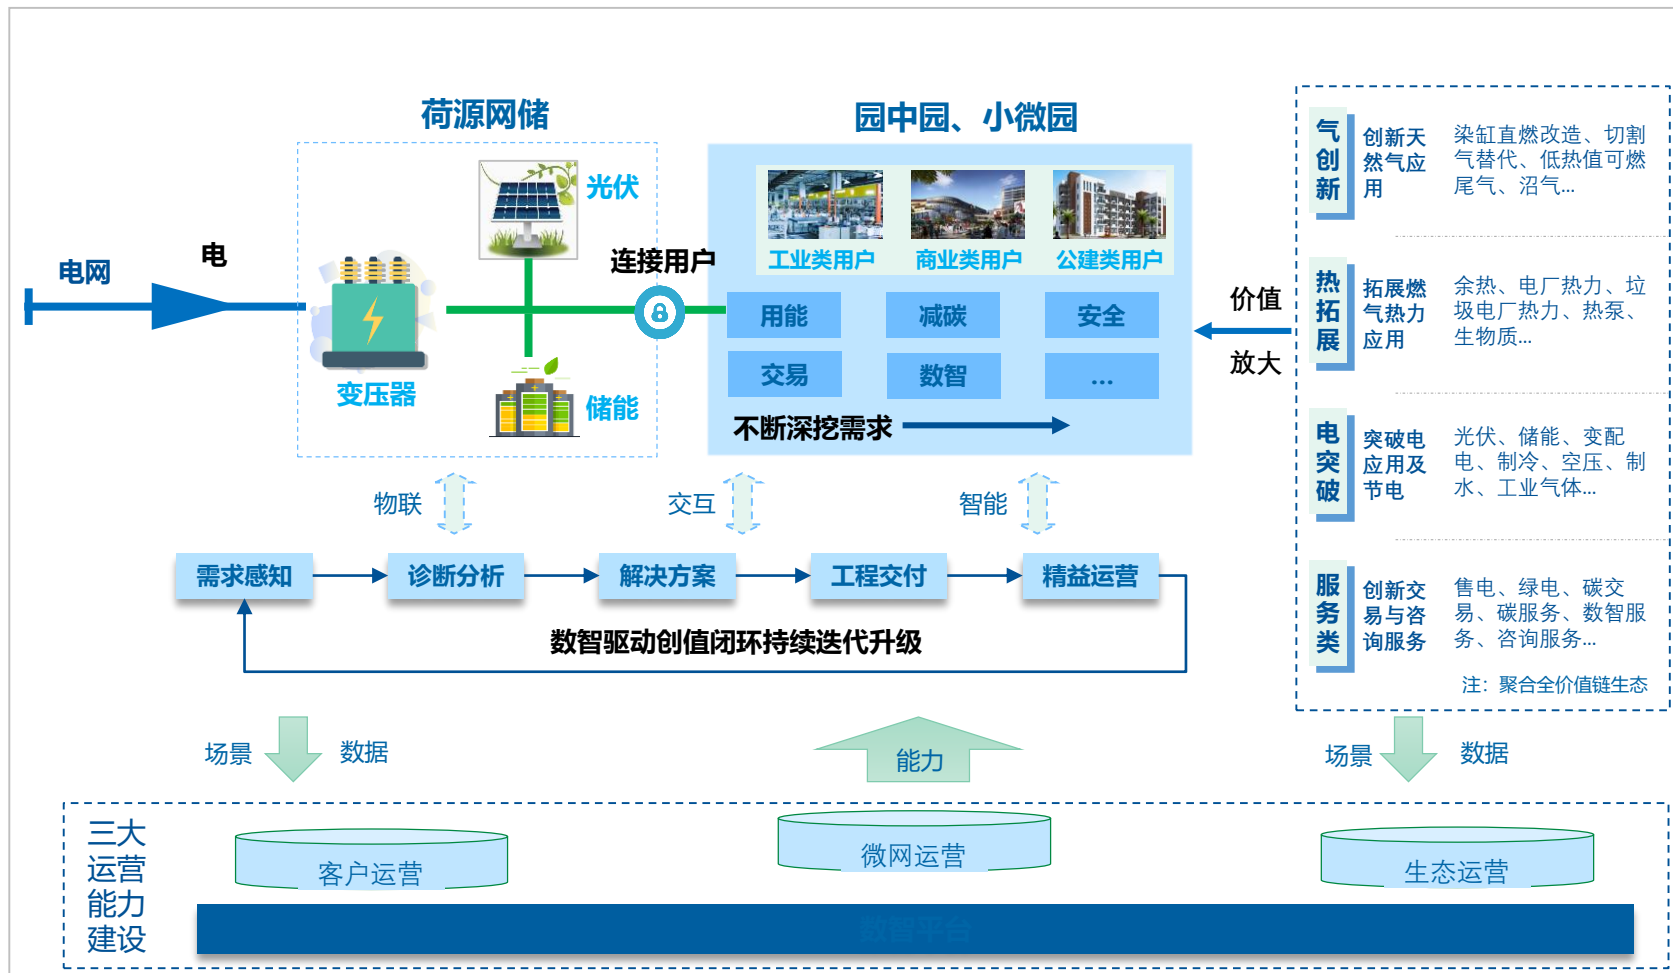 荷源网储
园中园、小微园
电网
电
光伏
变压器
储能
连接用户
工业类用户
商业类用户
公建类用户
用能
减碳
安全
交易
数智
...
不断深挖需求
价值
放大
气创新
创新天
然气应
用
染缸直燃改造、切割
气替代、低热值可燃
尾气、沼气...
热拓展
拓展燃
气热力
应用
余热、电厂热力、垃
圾电厂热力、热泵、
生物质...
电突破
突破电
应用及
节电
光伏、储能、变配
电、制冷、空压、制
水、工业气体...
服务类
创新交
易与咨
询服务
售电、绿电、碳交
易、碳服务、数智服
务、咨询服务...
注：聚合全价值链生态
物联
交互
智能
需求感知
诊断分析
解决方案
工程交付
精益运营
数智驱动创值闭环持续迭代升级
场景
数据
能力
场景
数据
三大
运营
能力
建设
客户运营
微网运营
生态运营
数智平台